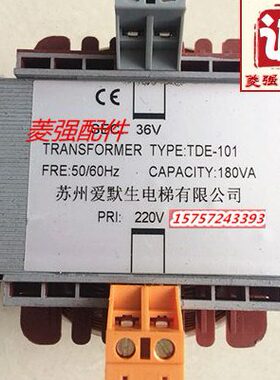 菱强
CE
SEC 36V
菱强配件
TRANSFORMER TYPE:TDE-101
FRE:50/60Hz CAPACITY:180VA
苏州爱默生电梯有限公司
PRI: 220V
15757243393